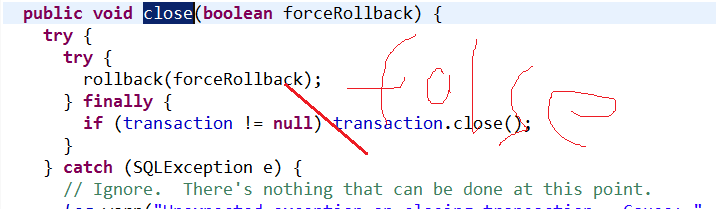 public void close(boolean forceRollback) {
try {
try {
rollback(forceRollback);
false
} finally {
if (transaction != null) transaction.close();
}
} catch (SQLException e) {
// Ignore. There's nothing that can be done at this point.
log.warn("Unexpected exception on closing transaction. Cause: "